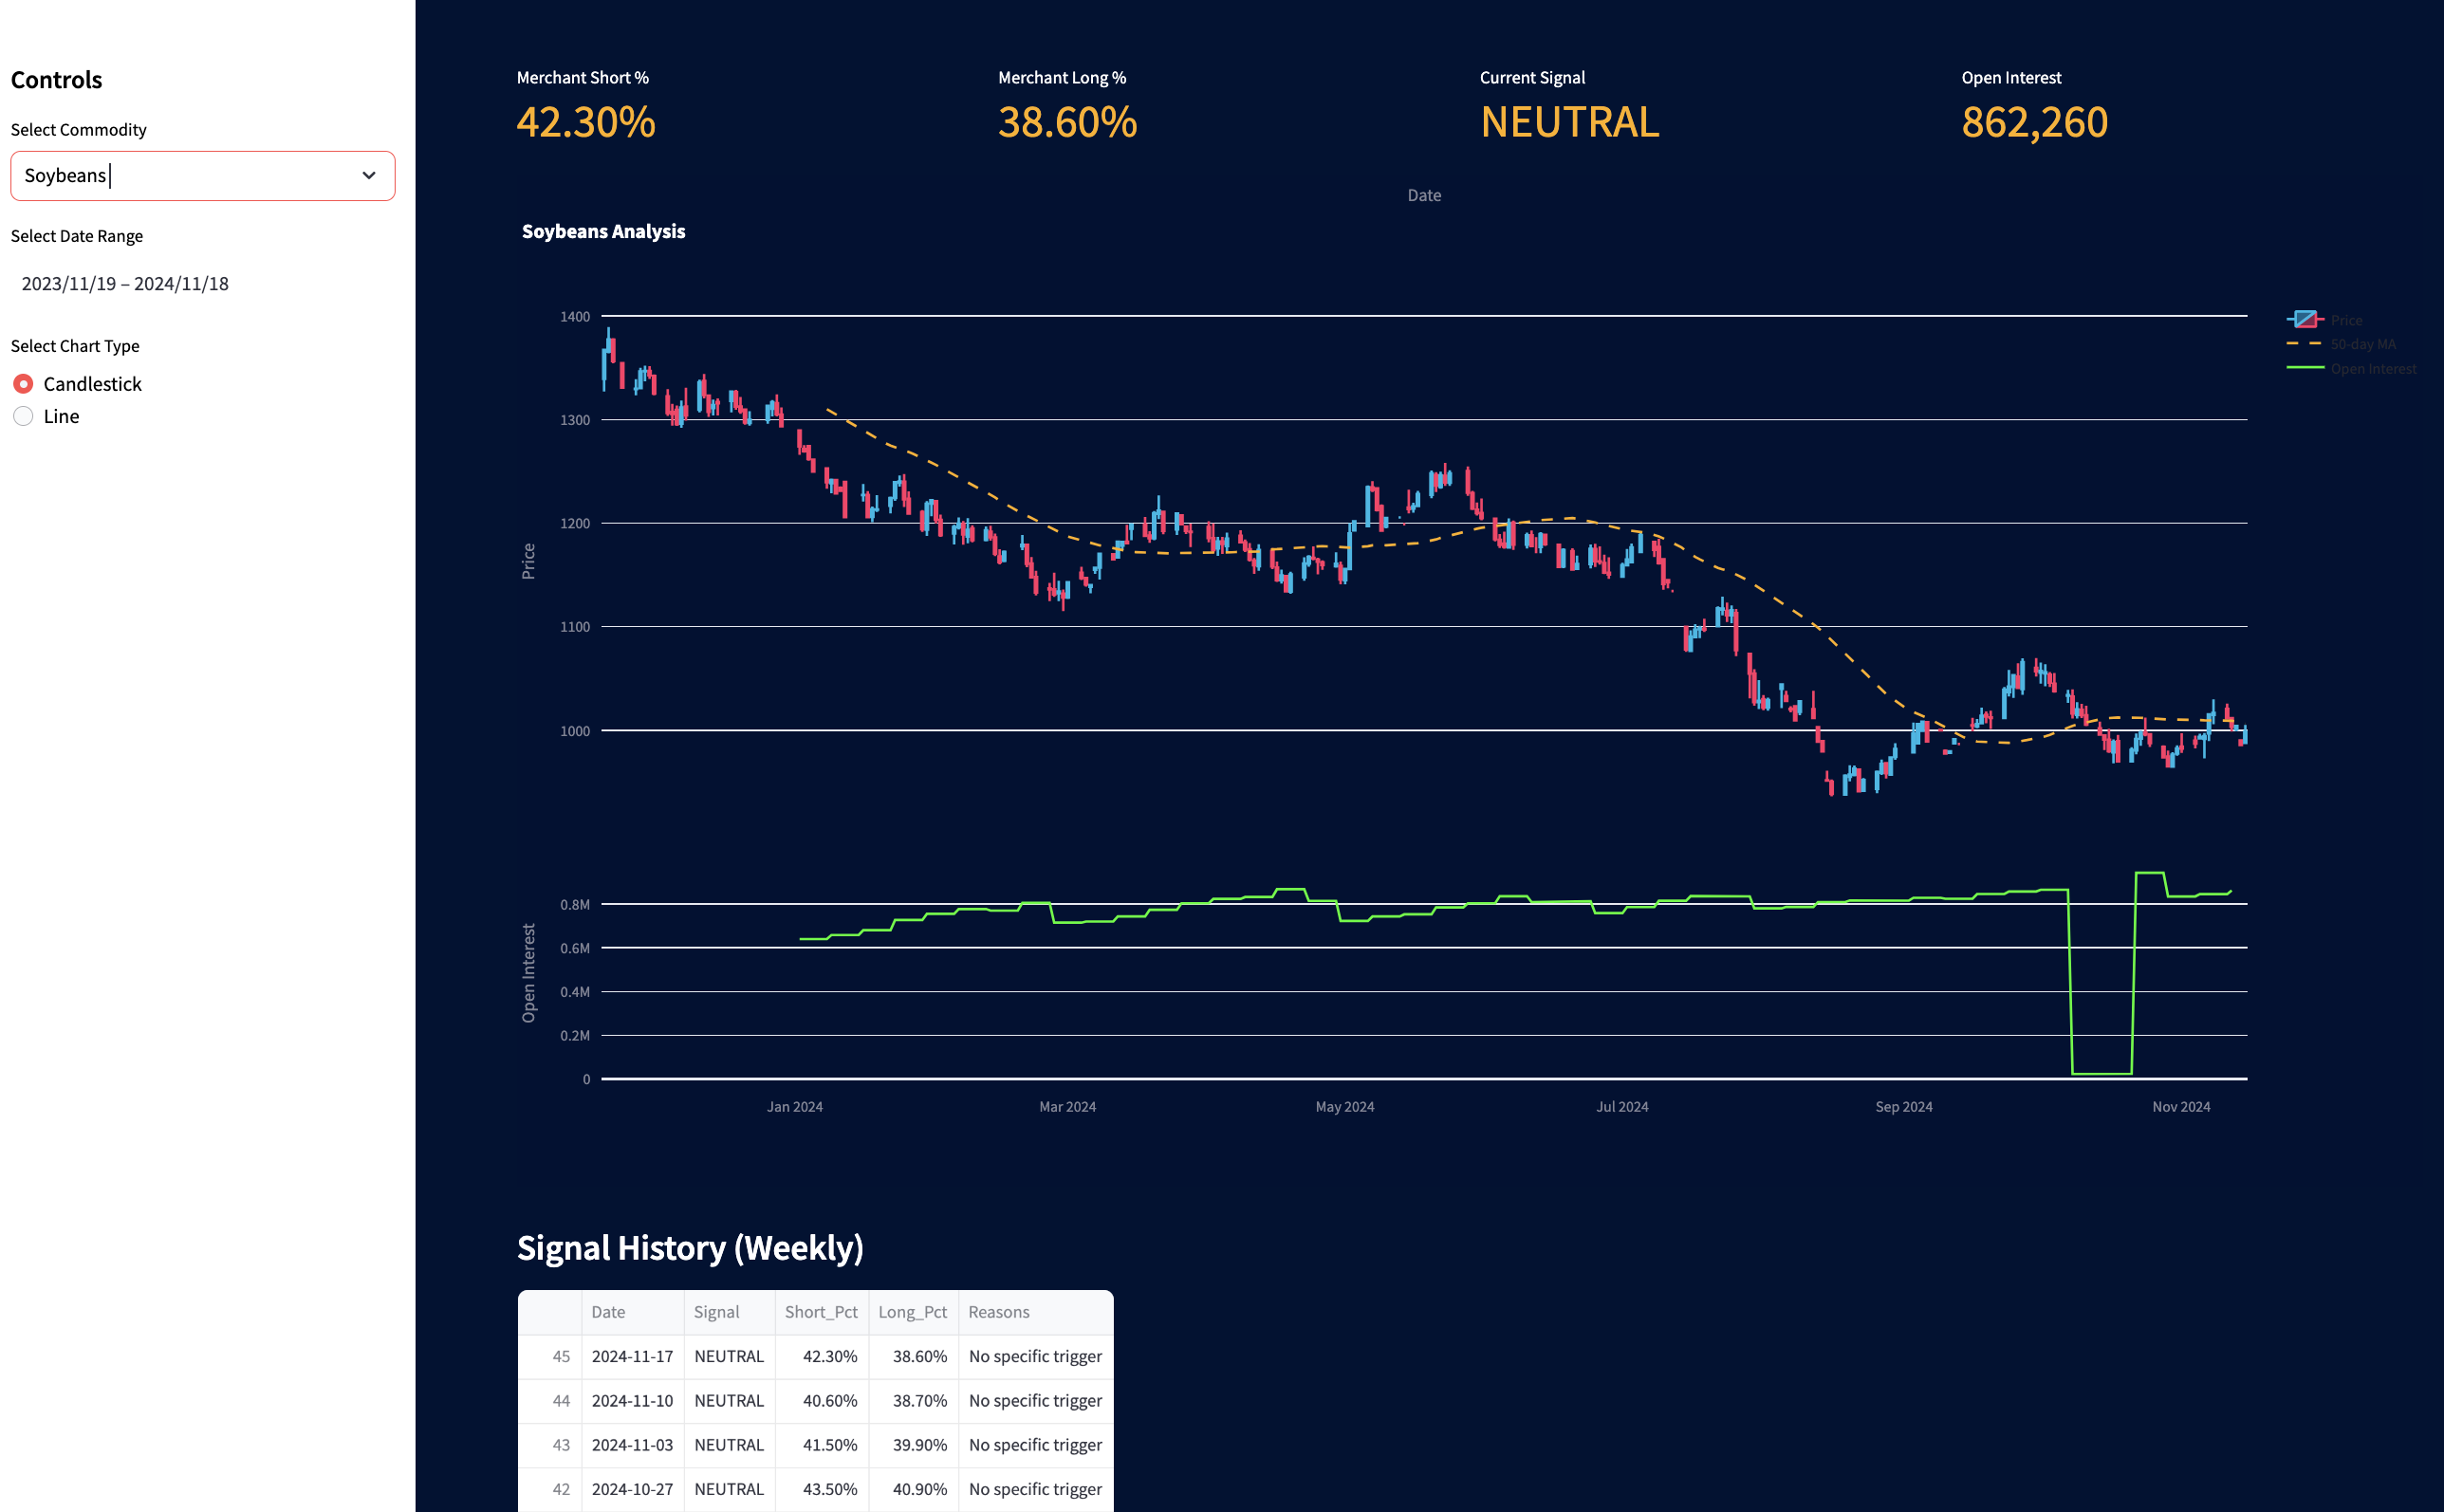 Controls
Select Commodity
Soybeans
Select Date Range
2023/11/19 – 2024/11/18
Select Chart Type
Candlestick
Line
Merchant Short %
42.30%
Merchant Long %
38.60%
Current Signal
NEUTRAL
Open Interest
862,260
Date
Soybeans Analysis
Price
1400
1300
1200
1100
1000
Price
50-day MA
Open Interest
Open Interest
0.8M
0.6M
0.4M
0.2M
0
Jan 2024
Mar 2024
May 2024
Jul 2024
Sep 2024
Nov 2024
Signal History (Weekly)
Date Signal Short_Pct Long_Pct Reasons
45 2024-11-17 NEUTRAL 42.30% 38.60% No specific trigger
44 2024-11-10 NEUTRAL 40.60% 38.70% No specific trigger
43 2024-11-03 NEUTRAL 41.50% 39.90% No specific trigger
42 2024-10-27 NEUTRAL 43.50% 40.90% No specific trigger